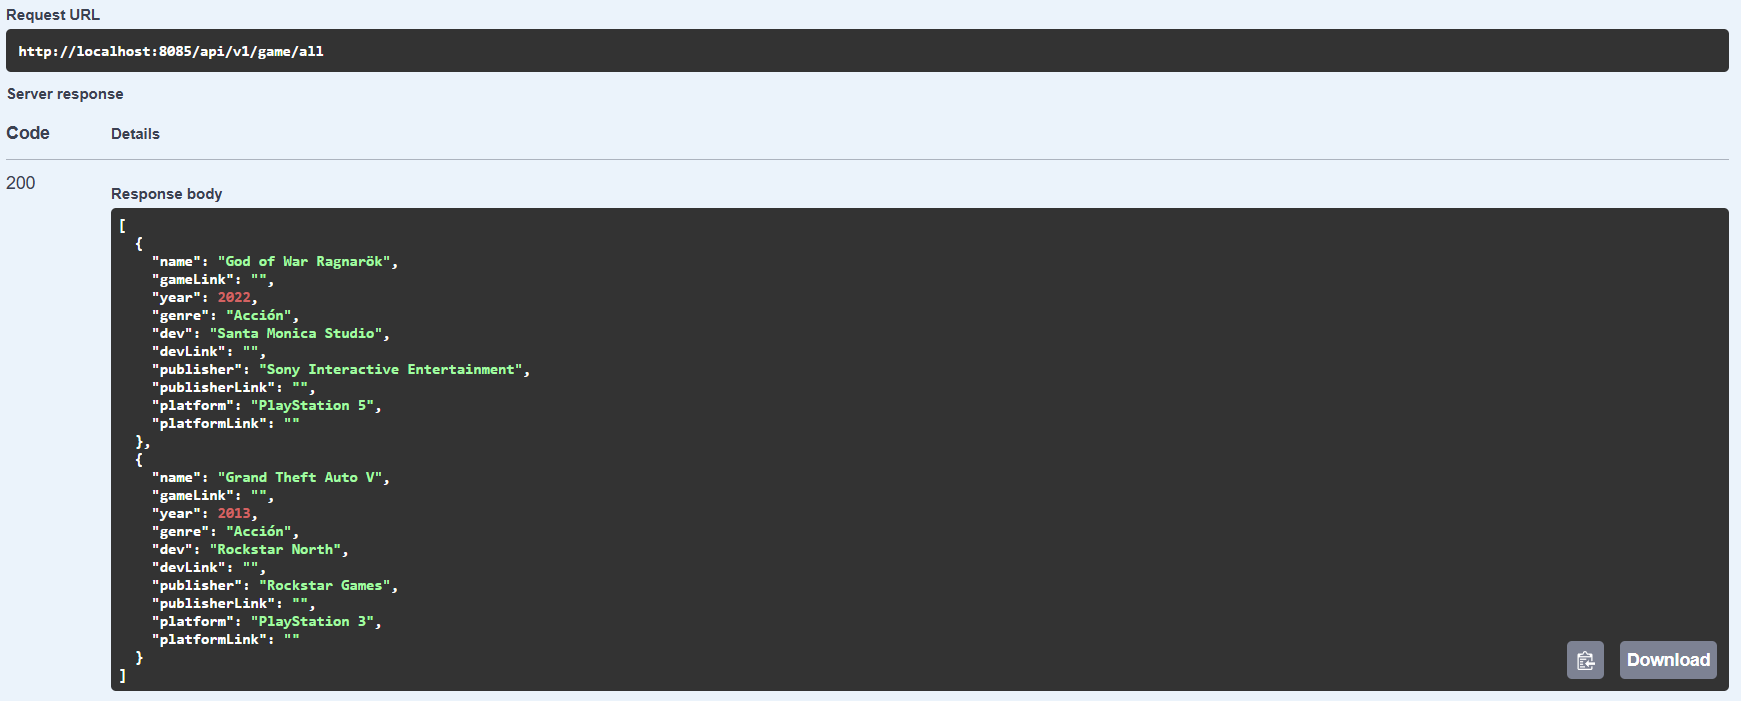 Request URL
http://localhost:8085/api/v1/game/all
Server response
Code Details
200
Response body
[
  {
    "name": "God of War Ragnarök",
    "gameLink": "",
    "year": 2022,
    "genre": "Acción",
    "dev": "Santa Monica Studio",
    "devLink": "",
    "publisher": "Sony Interactive Entertainment",
    "publisherLink": "",
    "platform": "PlayStation 5",
    "platformLink": ""
  },
  {
    "name": "Grand Theft Auto V",
    "gameLink": "",
    "year": 2013,
    "genre": "Acción",
    "dev": "Rockstar North",
    "devLink": "",
    "publisher": "Rockstar Games",
    "publisherLink": "",
    "platform": "PlayStation 3",
    "platformLink": ""
  }
]
Download